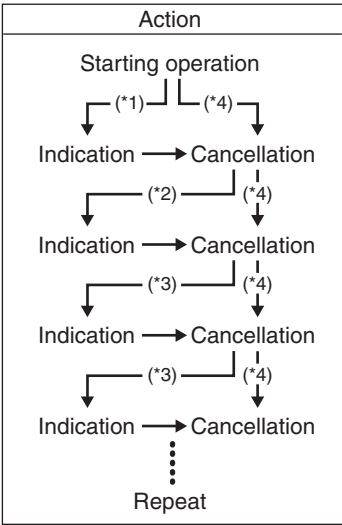 Action
Starting operation
(*1) (*4)
Indication Cancellation
(*2) (*4)
Indication Cancellation
(*3) (*4)
Indication Cancellation
(*3) (*4)
Indication Cancellation
Repeat